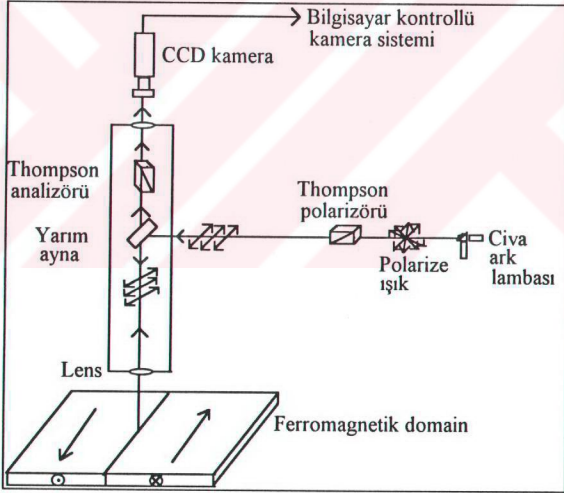 Bilgisayar kontrollü
kamera sistemi
CCD kamera
Thompson
analizörü
Thompson
polarizörü
Yarım
ayna
Polarize
ışık
Civa
ark
lambası
Lens
Ferromagnetik domain